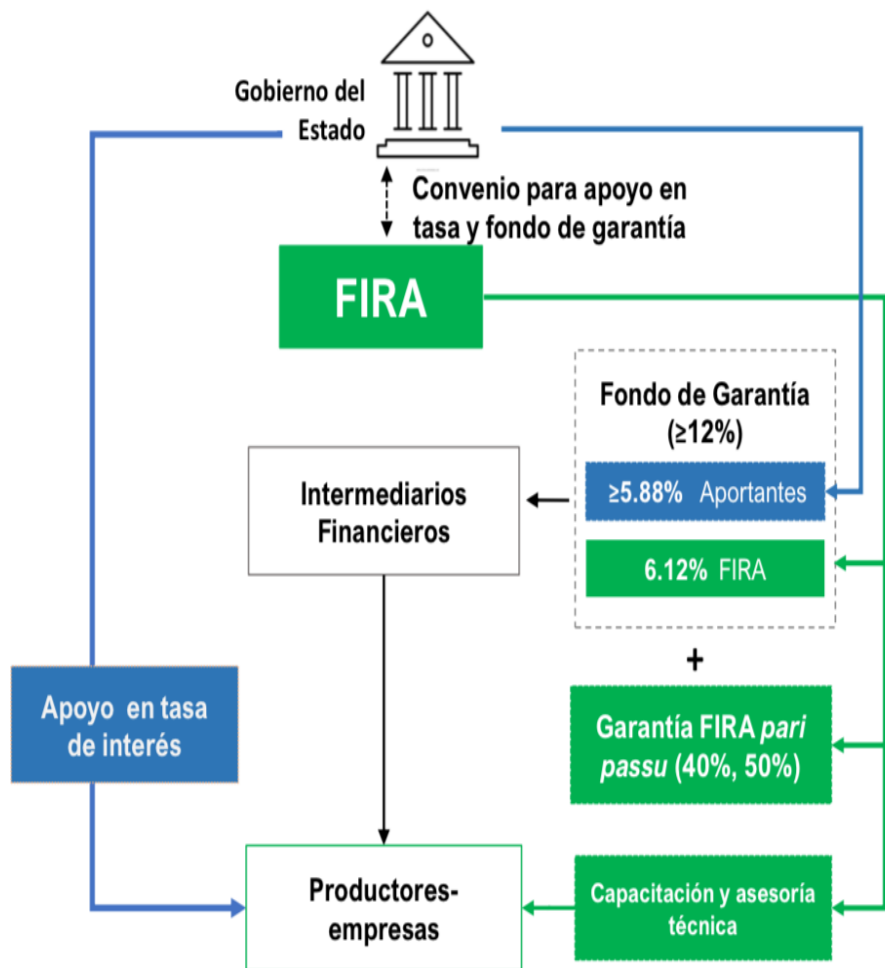 Gobierno del
Estado
Convenio para apoyo en
tasa y fondo de garantía
FIRA
Fondo de Garantía
(≥12%)
≥5.88% Aportantes
6.12% FIRA
Intermediarios
Financieros
+
Apoyo en tasa
de interés
Garantía FIRA pari
passu (40%, 50%)
Productores-
empresas
Capacitación y asesoría
técnica